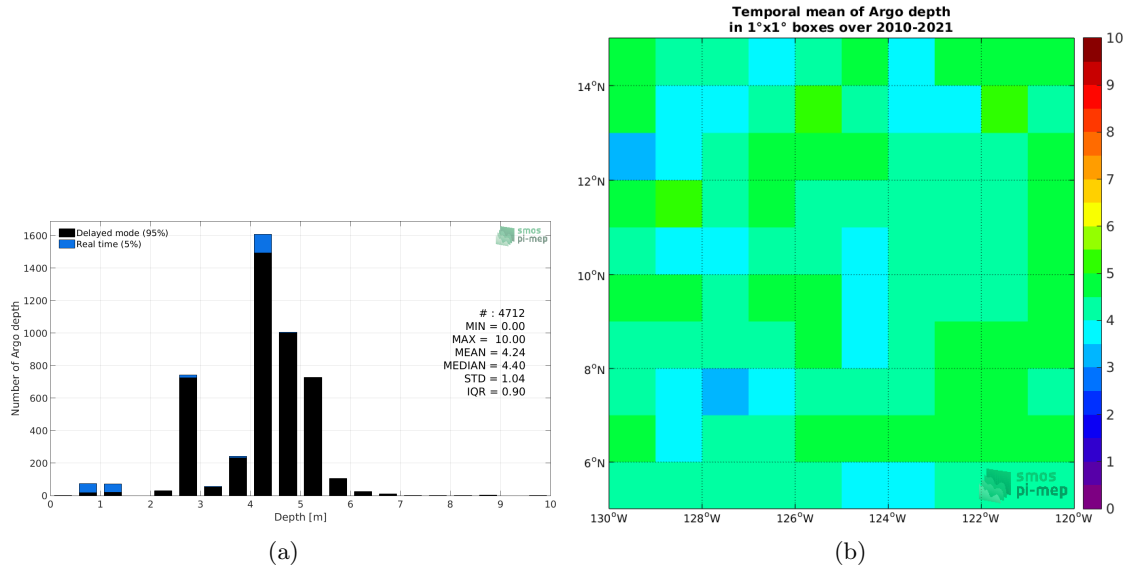 Delayed mode (95%)
Real time (5%)
smos
pi-mep
# : 4712
MIN = 0.00
MAX = 10.00
MEAN = 4.24
MEDIAN = 4.40
STD = 1.04
IQR = 0.90
Number of Argo depth
1600
1400
1200
1000
800
600
400
200
0
0 1 2 3 4 5 6 7 8 9 10
Depth [m]
(a)
Temporal mean of Argo depth
in 1°x1° boxes over 2010-2021
14°N
12°N
10°N
8°N
6°N
130°W 128°W 126°W 124°W 122°W 120°W
smos
pi-mep
10
9
8
7
6
5
4
3
2
1
0
(b)